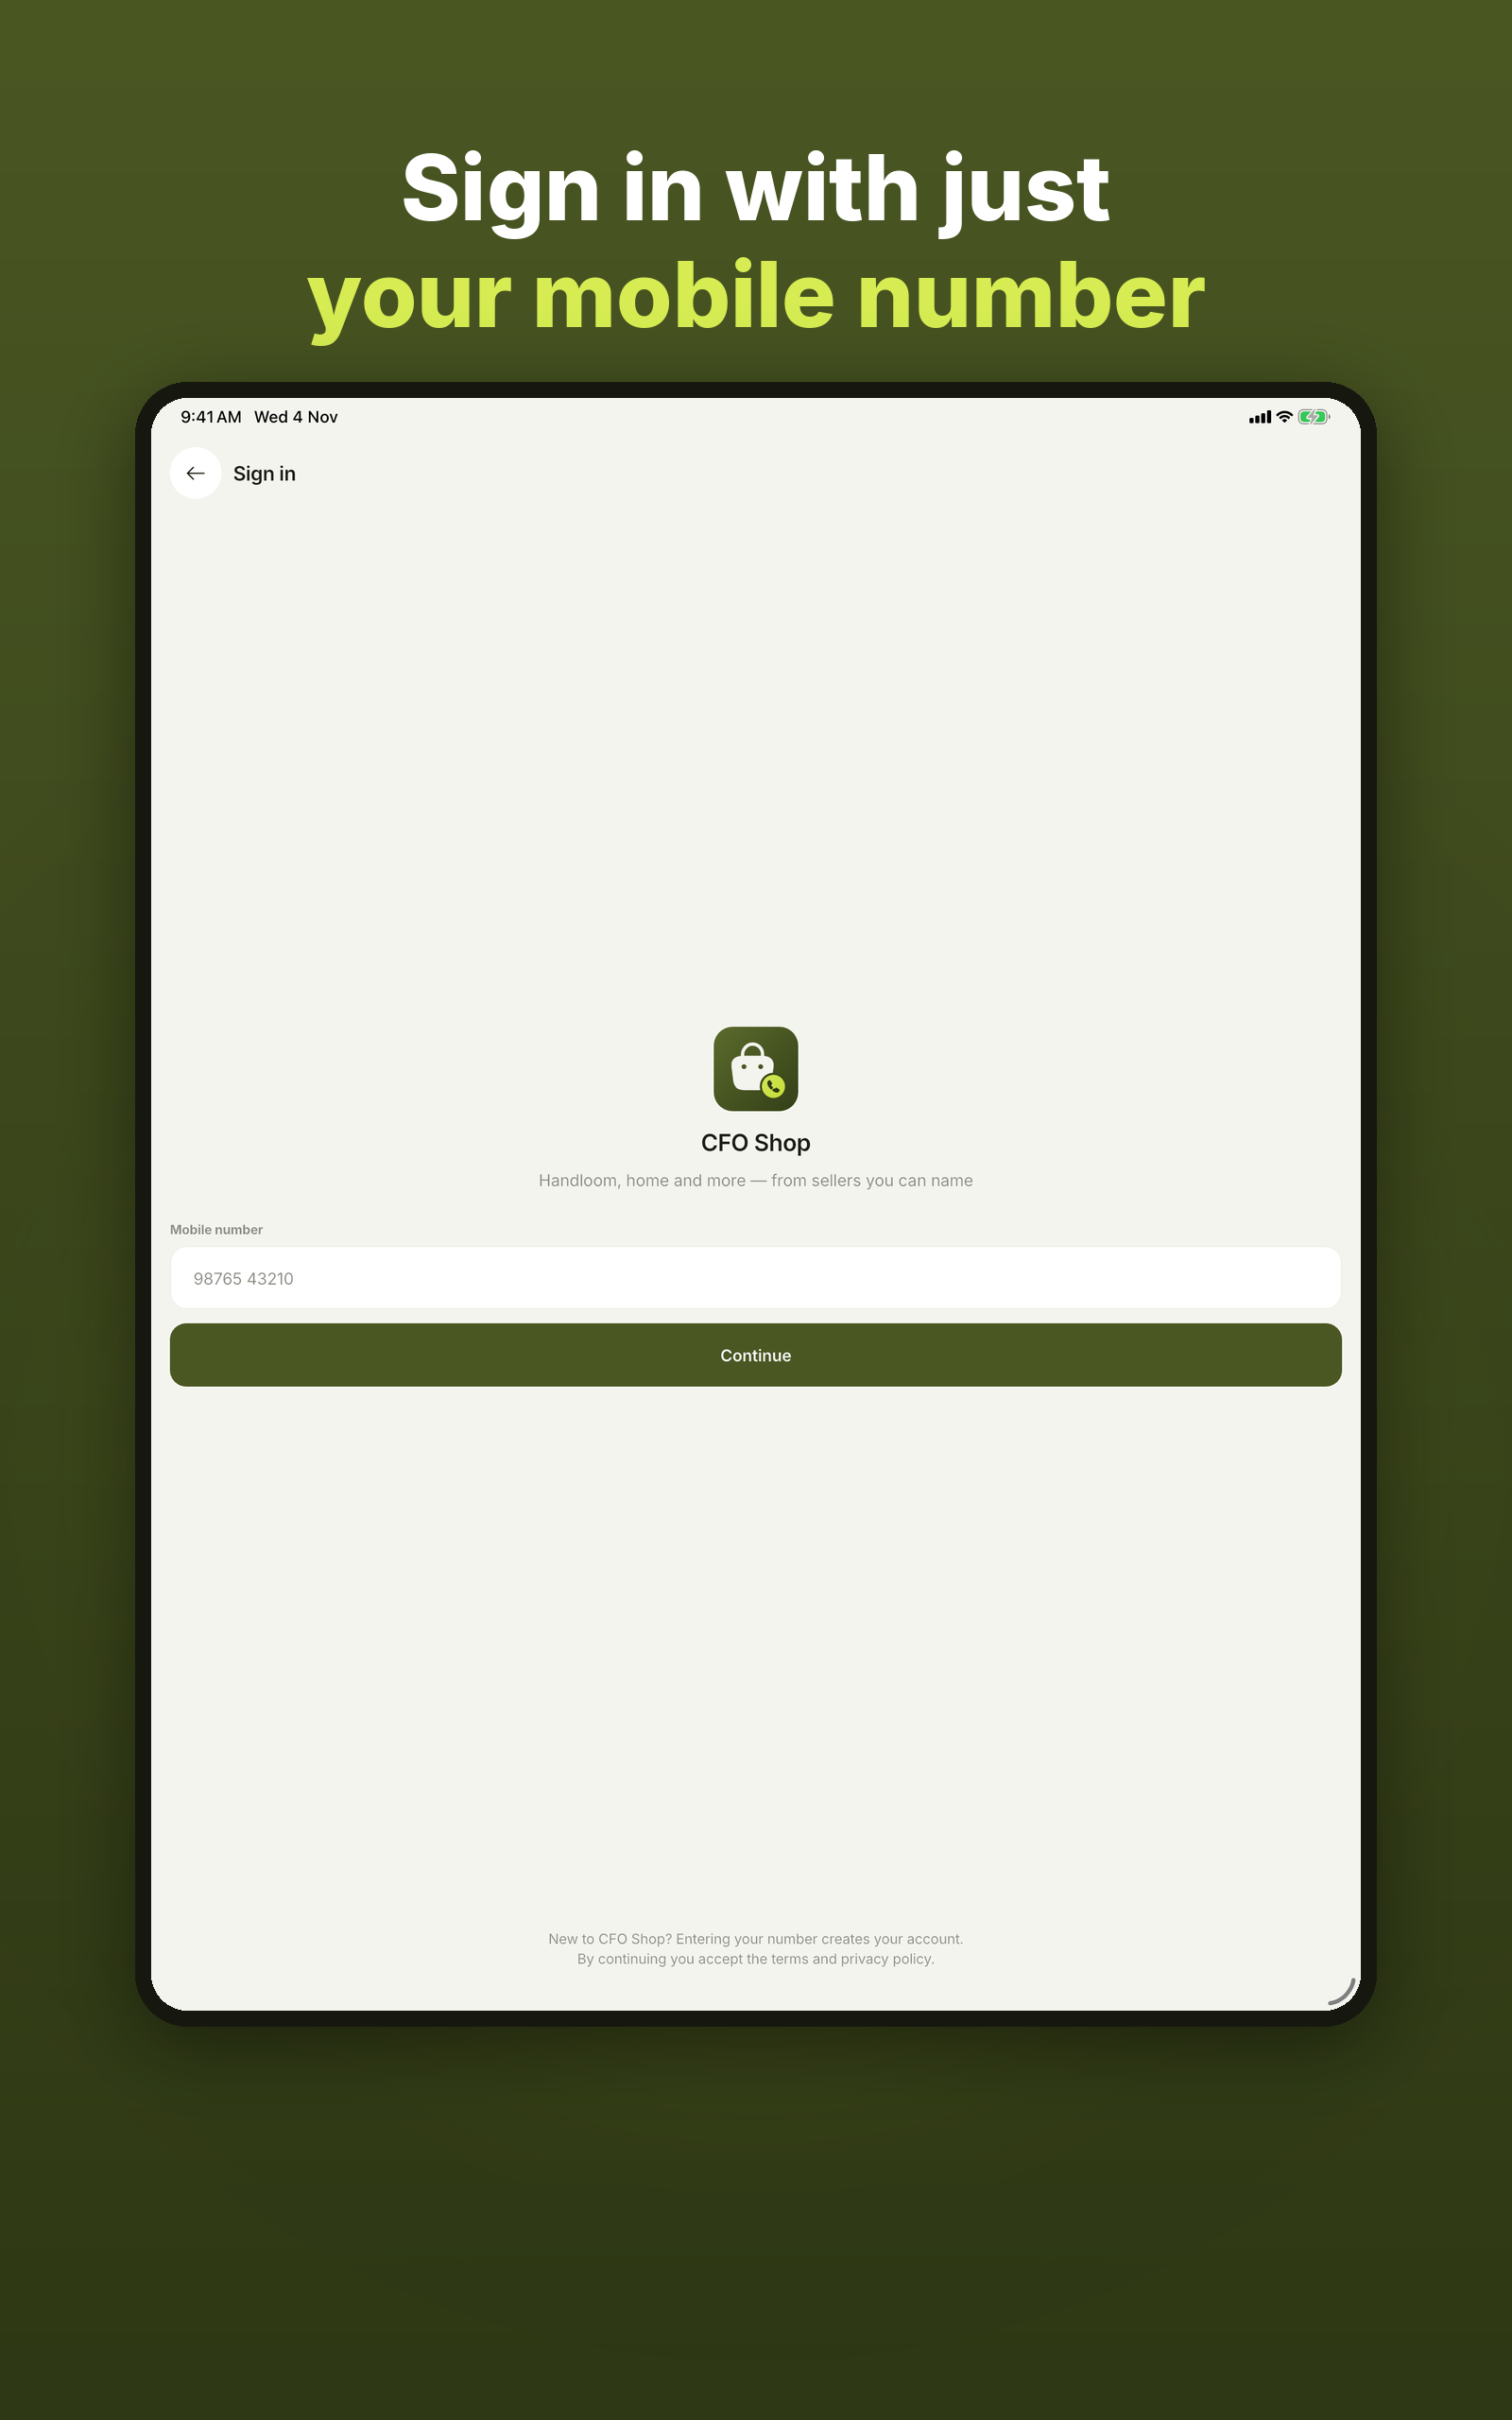 Sign in with just
your mobile number
9:41 AM Wed 4 Nov
Sign in
CFO Shop
Handloom, home and more — from sellers you can name
Mobile number
98765 43210
Continue
New to CFO Shop? Entering your number creates your account.
By continuing you accept the terms and privacy policy.